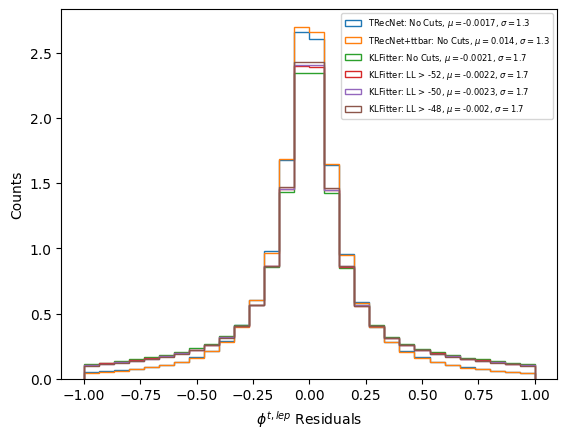 TRecNet: No Cuts, μ = -0.0017, σ = 1.3
TRecNet+ttbar: No Cuts, μ = 0.014, σ = 1.3
KLFitter: No Cuts, μ = -0.0021, σ = 1.7
KLFitter: LL > -52, μ = -0.0022, σ = 1.7
KLFitter: LL > -50, μ = -0.0023, σ = 1.7
KLFitter: LL > -48, μ = -0.002, σ = 1.7
2.5
2.0
1.5
1.0
0.5
0.0
Counts
−1.00 −0.75 −0.50 −0.25 0.00 0.25 0.50 0.75 1.00
ϕ^{t, lep} Residuals